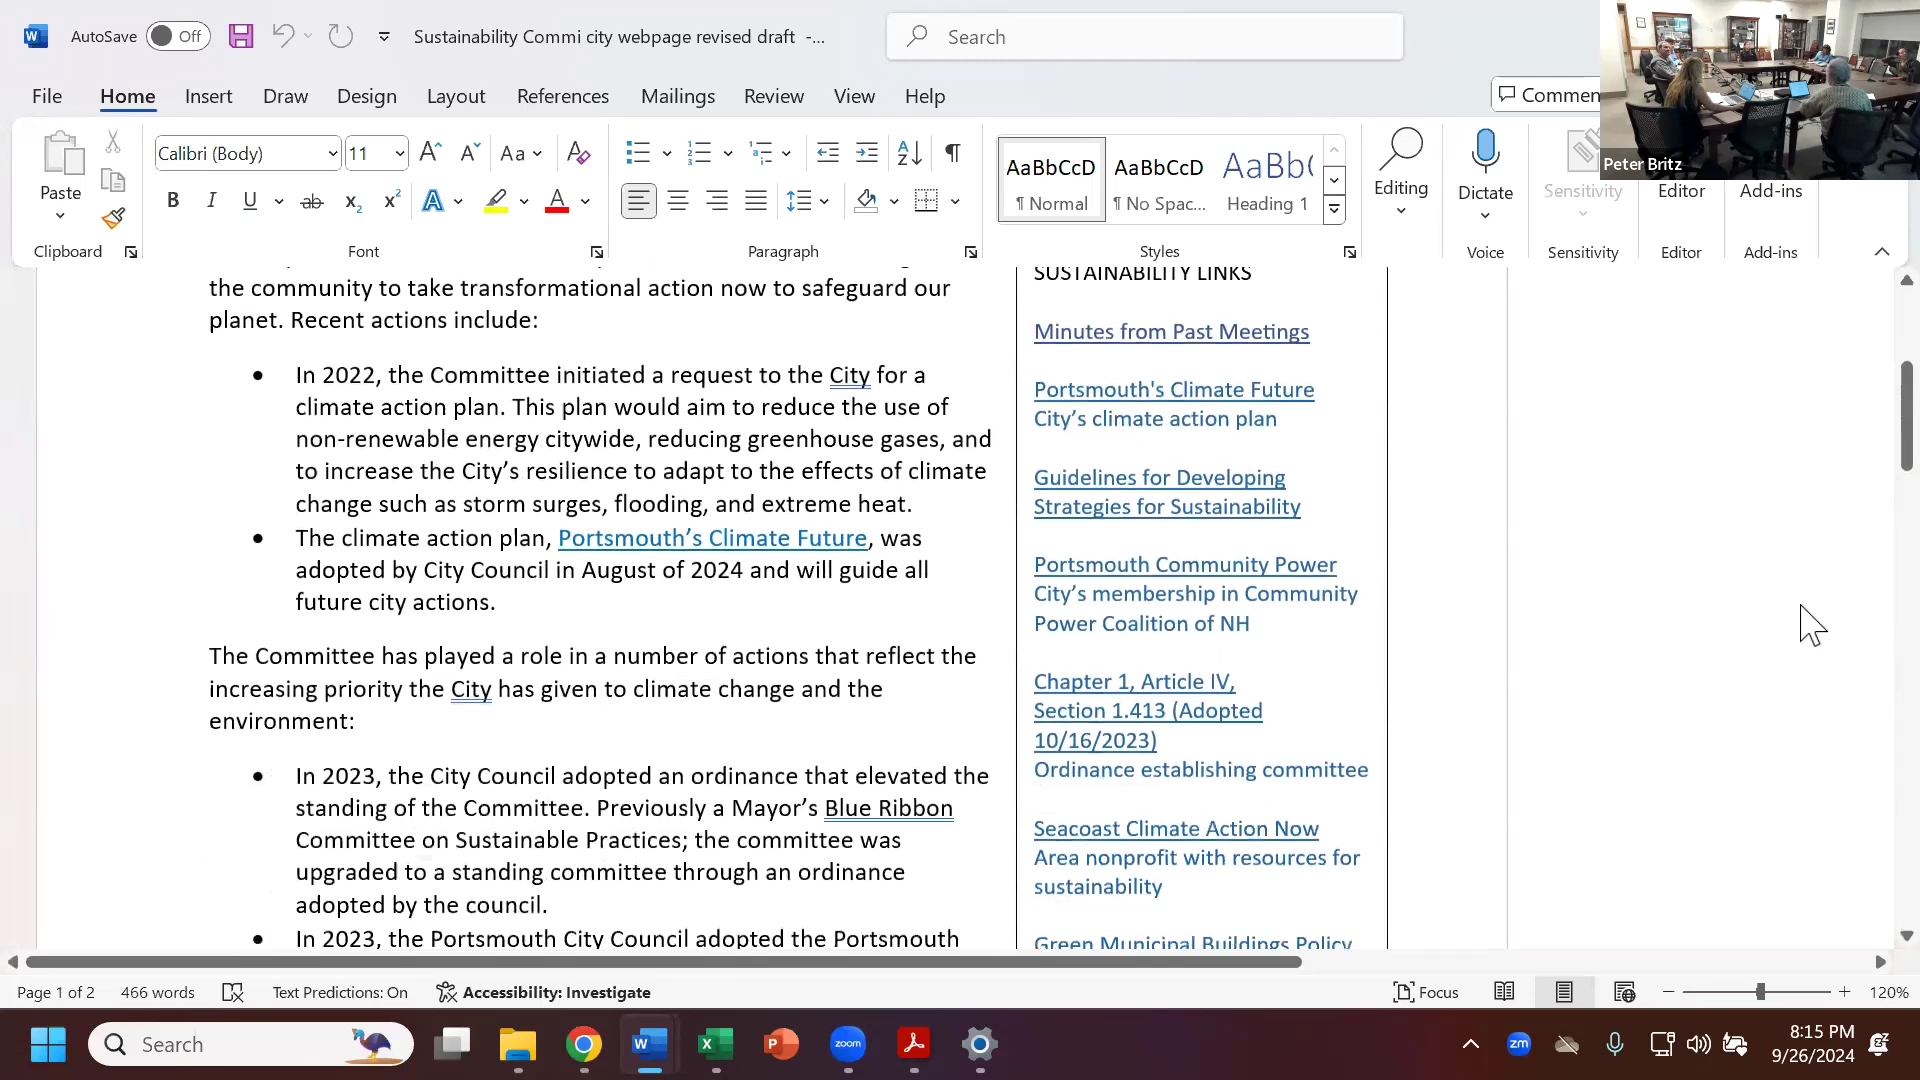 AutoSave Off Sustainability Commi city webpage revised draft -... Search
File Home Insert Draw Design Layout References Mailings Review View Help Commen
Peter Britz
Calibri (Body) 11 Aa
AaBbCcD AaBbCcD AaBb(
Paste B I U ab x₂ x² A A
¶ Normal ¶ No Spac... Heading 1
Editing Dictate Sensitivity Editor Add-ins
Clipboard Font Paragraph Styles Voice Sensitivity Editor Add-ins
the community to take transformational action now to safeguard our
planet. Recent actions include:
• In 2022, the Committee initiated a request to the City for a
climate action plan. This plan would aim to reduce the use of
non-renewable energy citywide, reducing greenhouse gases, and
to increase the City’s resilience to adapt to the effects of climate
change such as storm surges, flooding, and extreme heat.
• The climate action plan, Portsmouth’s Climate Future, was
adopted by City Council in August of 2024 and will guide all
future city actions.
The Committee has played a role in a number of actions that reflect the
increasing priority the City has given to climate change and the
environment:
• In 2023, the City Council adopted an ordinance that elevated the
standing of the Committee. Previously a Mayor’s Blue Ribbon
Committee on Sustainable Practices; the committee was
upgraded to a standing committee through an ordinance
adopted by the council.
• In 2023, the Portsmouth City Council adopted the Portsmouth
SUSTAINABILITY LINKS
Minutes from Past Meetings
Portsmouth's Climate Future
City’s climate action plan
Guidelines for Developing
Strategies for Sustainability
Portsmouth Community Power
City’s membership in Community
Power Coalition of NH
Chapter 1, Article IV,
Section 1.413 (Adopted
10/16/2023)
Ordinance establishing committee
Seacoast Climate Action Now
Area nonprofit with resources for
sustainability
Green Municipal Buildings Policy
Page 1 of 2 466 words Text Predictions: On Accessibility: Investigate Focus 120%
Search zoom zm 8:15 PM
9/26/2024